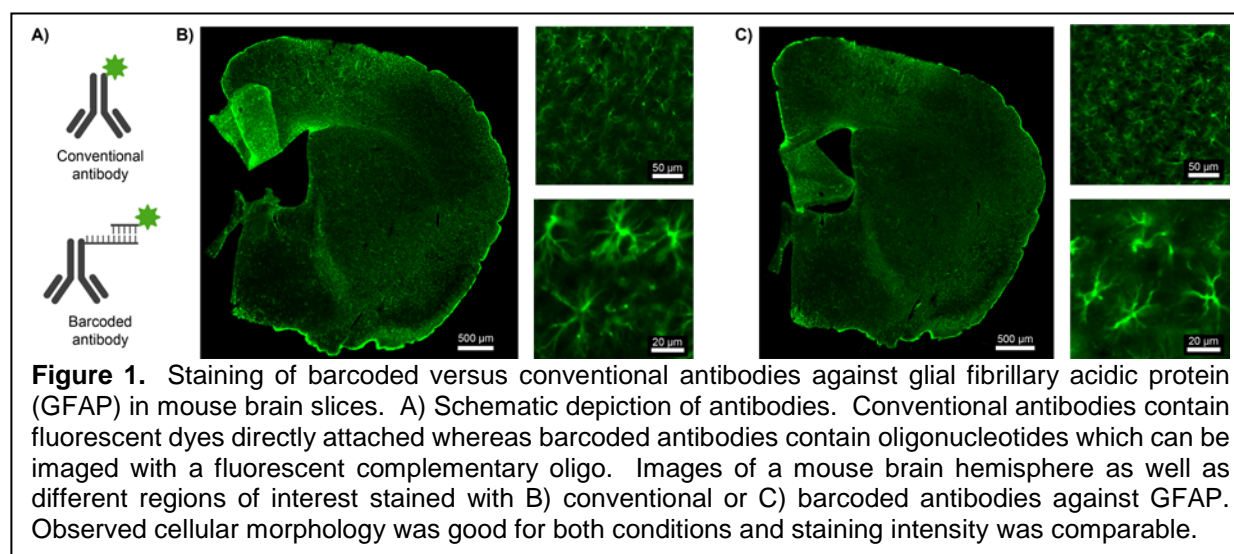 A)
B)
C)
Conventional
antibody
Barcoded
antibody
500 µm
50 µm
20 µm
500 µm
50 µm
20 µm
Figure 1. Staining of barcoded versus conventional antibodies against glial fibrillary acidic protein
(GFAP) in mouse brain slices. A) Schematic depiction of antibodies. Conventional antibodies contain
fluorescent dyes directly attached whereas barcoded antibodies contain oligonucleotides which can be
imaged with a fluorescent complementary oligo. Images of a mouse brain hemisphere as well as
different regions of interest stained with B) conventional or C) barcoded antibodies against GFAP.
Observed cellular morphology was good for both conditions and staining intensity was comparable.